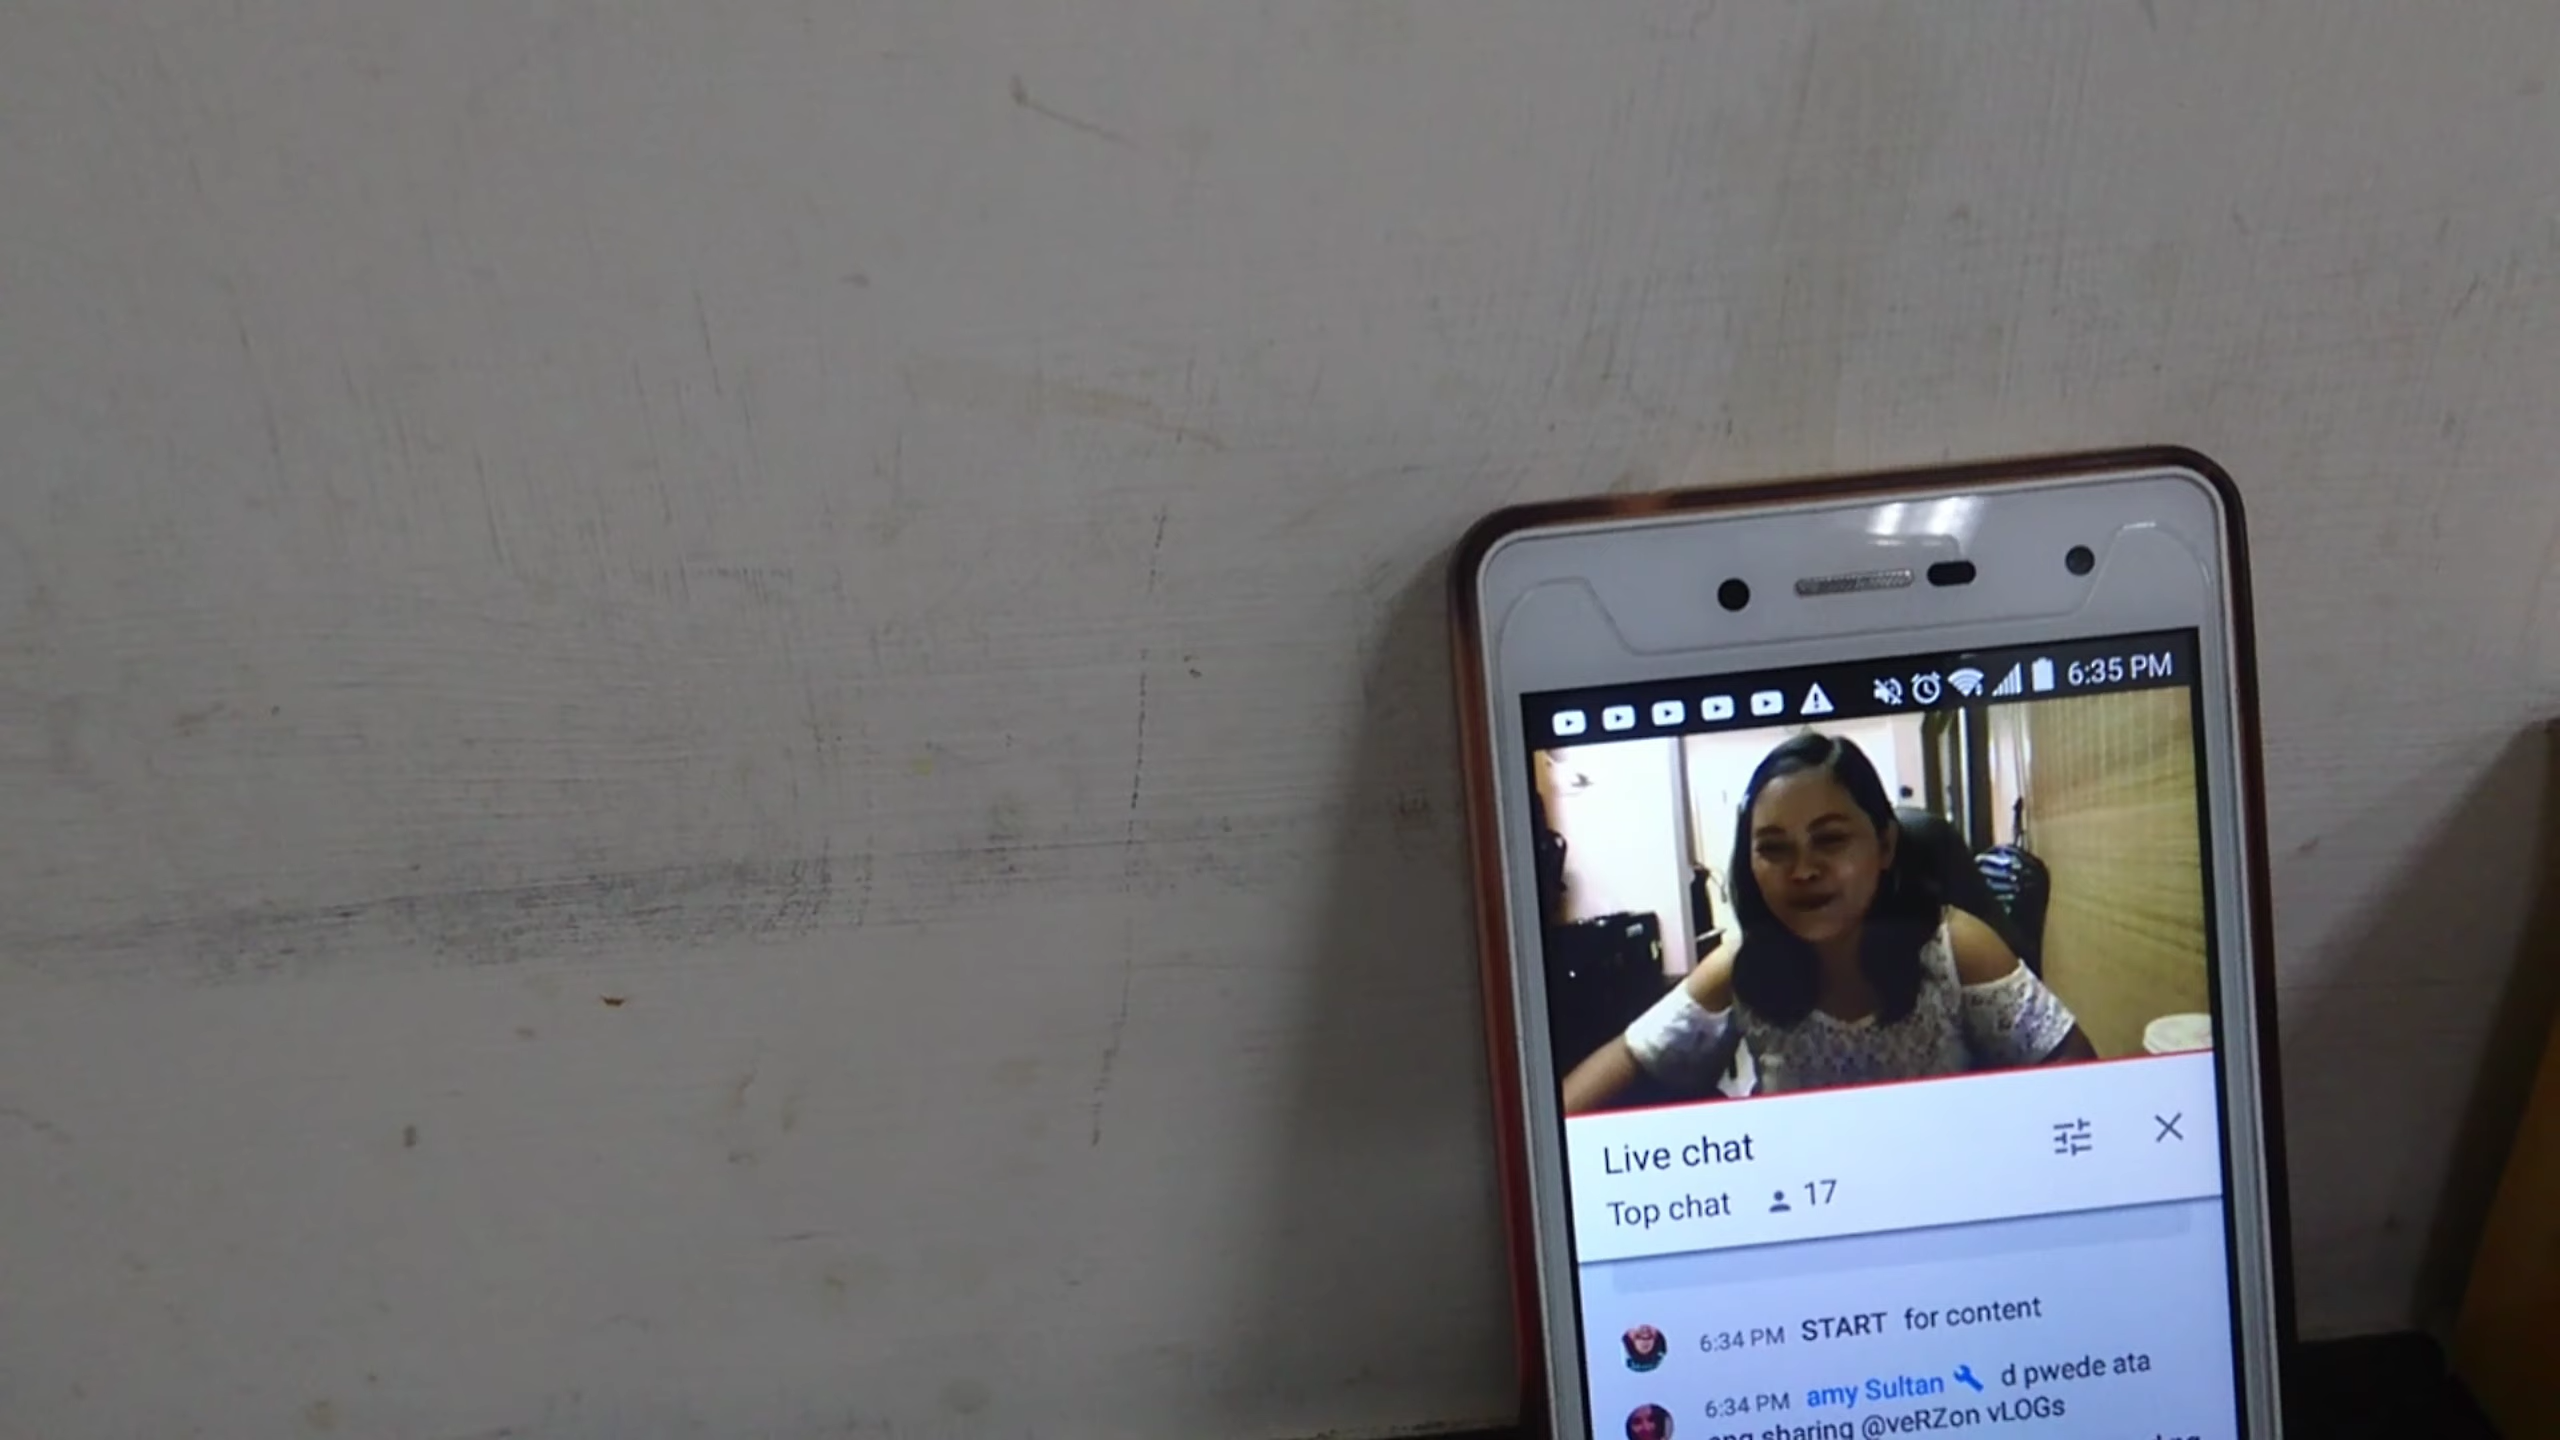 6:35 PM
Live chat
Top chat 17
6:34 PM START for content
6:34 PM amy Sultan d pwede ata
ang sharing @veRZon vLOGs